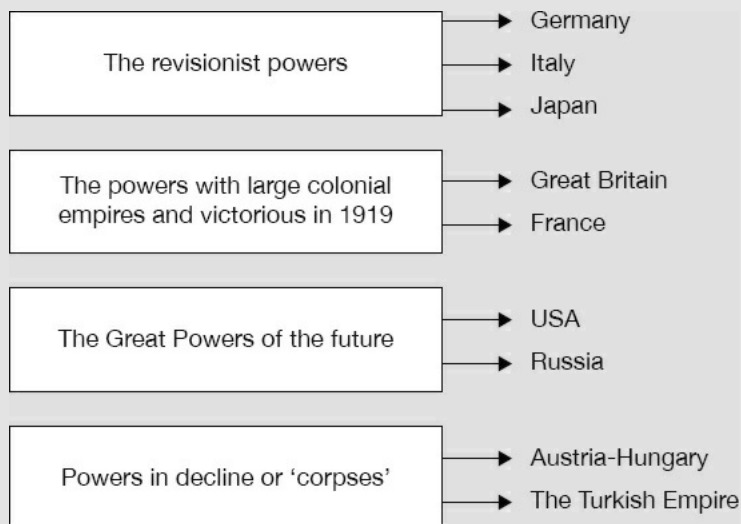 The revisionist powers
Germany
Italy
Japan
The powers with large colonial
empires and victorious in 1919
Great Britain
France
The Great Powers of the future
USA
Russia
Powers in decline or ‘corpses’
Austria-Hungary
The Turkish Empire